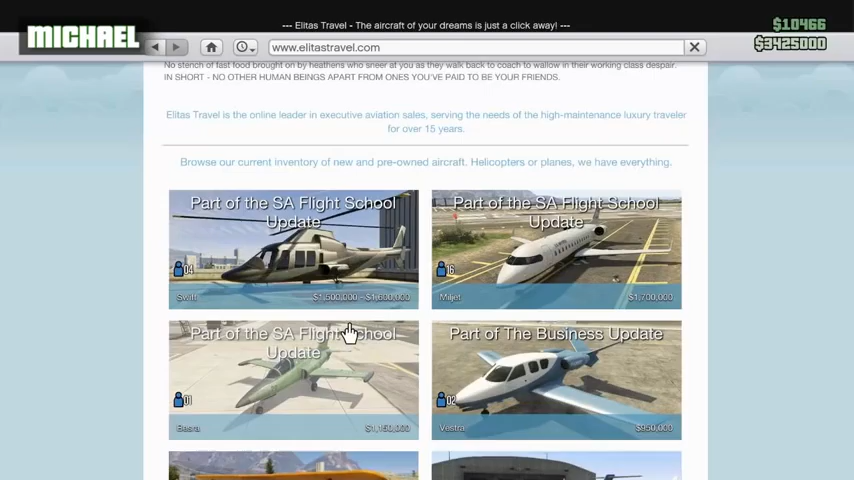 --- Elitas Travel - The aircraft of your dreams is just a click away! ---
$10466
MICHAEL
www.elitastravel.com
$3425000
No stench of fast food brought on by heathens who sneer at you as they walk back to coach to wallow in their working class despair.
IN SHORT - NO OTHER HUMAN BEINGS APART FROM ONES YOU'VE PAID TO BE YOUR FRIENDS.
Elitas Travel is the online leader in executive aviation sales, serving the needs of the high-maintenance luxury traveler
for over 15 years.
Browse our current inventory of new and pre-owned aircraft. Helicopters or planes, we have everything.
Part of the SA Flight School
Update
04
Swift $1,500,000 - $1,600,000
Part of the SA Flight School
Update
16
Miljet $1,700,000
Part of the SA Flight School
Update
01
Besra $1,150,000
Part of The Business Update
02
Vestra $950,000